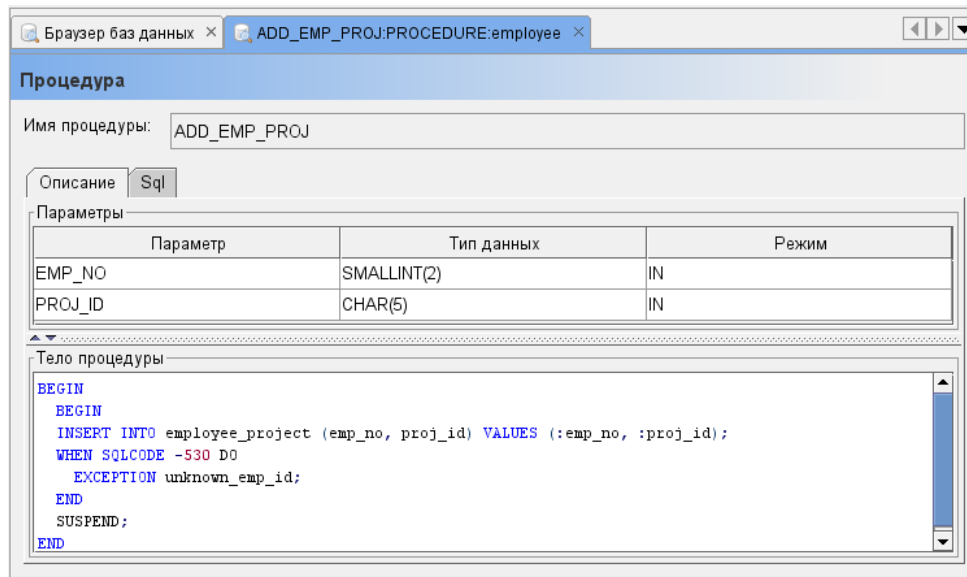 Браузер баз данных × ADD_EMP_PROJ:PROCEDURE:employee ×
Процедура
Имя процедуры: ADD_EMP_PROJ
Описание Sql
Параметры
Параметр Тип данных Режим
EMP_NO SMALLINT(2) IN
PROJ_ID CHAR(5) IN
Тело процедуры
BEGIN
BEGIN
INSERT INTO employee_project (emp_no, proj_id) VALUES (:emp_no, :proj_id);
WHEN SQLCODE -530 DO
EXCEPTION unknown_emp_id;
END
SUSPEND;
END